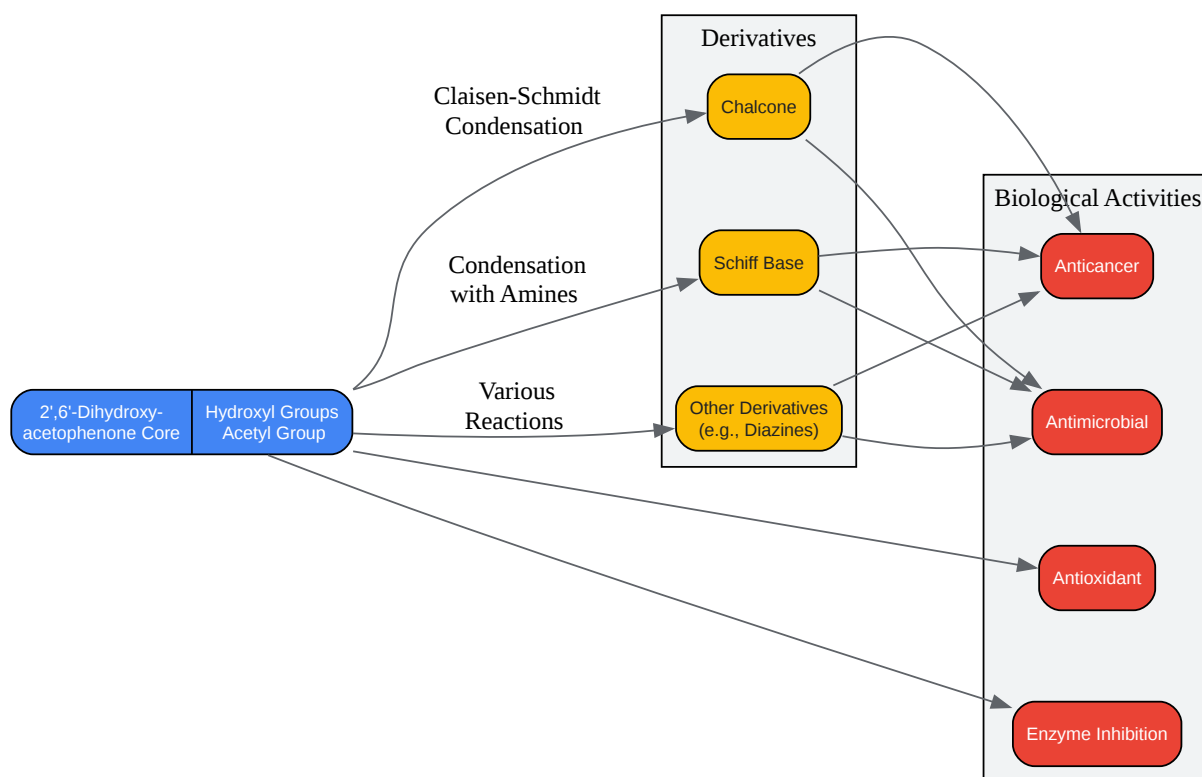 Derivatives
Claisen-Schmidt
Condensation
Chalcone
Biological Activities
Condensation
with Amines
Schiff Base
Anticancer
2',6'-Dihydroxy-
acetophenone Core
Hydroxyl Groups
Acetyl Group
Various
Reactions
Other Derivatives
(e.g., Diazines)
Antimicrobial
Antioxidant
Enzyme Inhibition